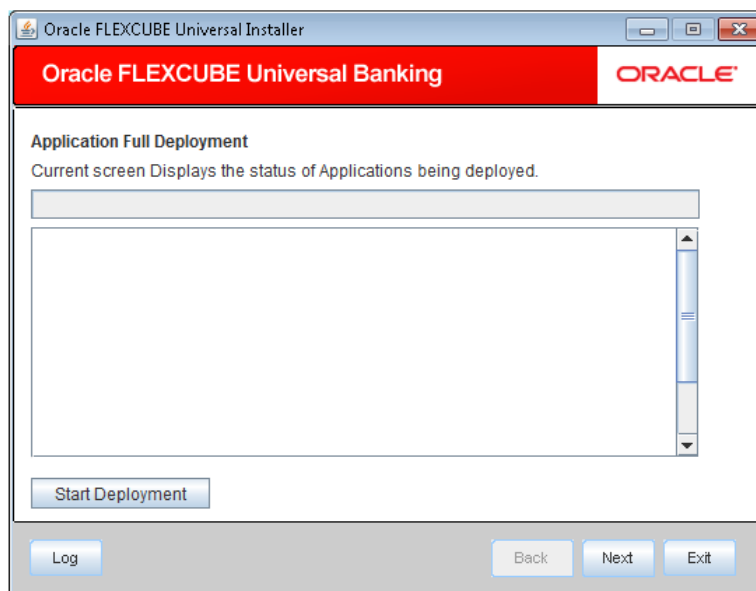 Oracle FLEXCUBE Universal Installer
Oracle FLEXCUBE Universal Banking
ORACLE
Application Full Deployment
Current screen Displays the status of Applications being deployed.
Start Deployment
Log
Back
Next
Exit